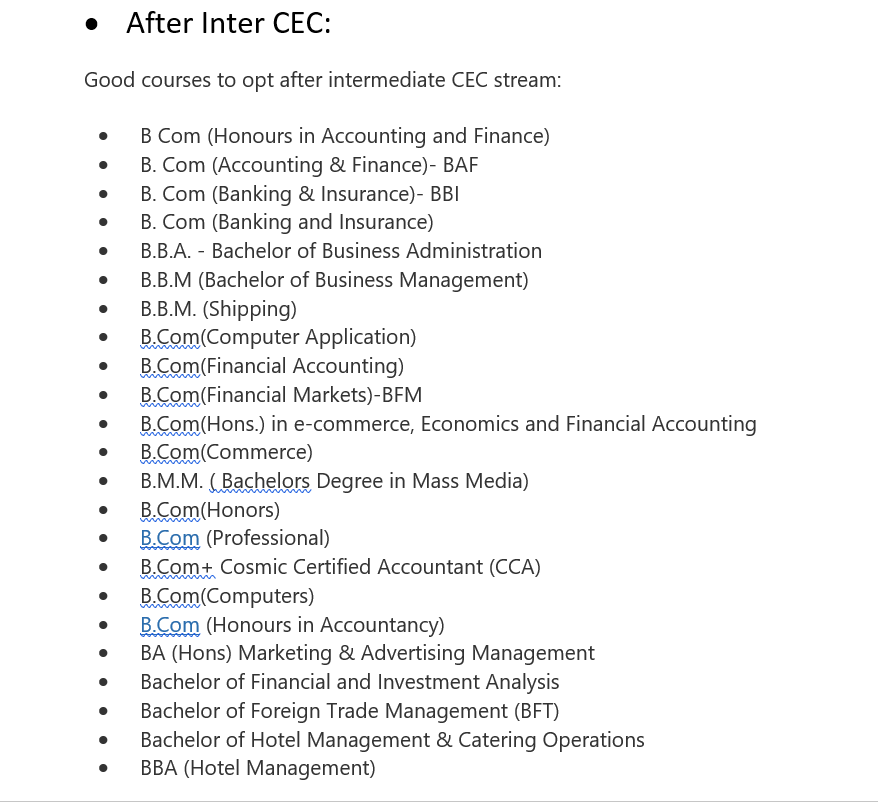 • After Inter CEC:
Good courses to opt after intermediate CEC stream:
• B Com (Honours in Accounting and Finance)
• B. Com (Accounting & Finance)- BAF
• B. Com (Banking & Insurance)- BBI
• B. Com (Banking and Insurance)
• B.B.A. - Bachelor of Business Administration
• B.B.M (Bachelor of Business Management)
• B.B.M. (Shipping)
• B.Com(Computer Application)
• B.Com(Financial Accounting)
• B.Com(Financial Markets)-BFM
• B.Com(Hons.) in e-commerce, Economics and Financial Accounting
• B.Com(Commerce)
• B.M.M. ( Bachelors Degree in Mass Media)
• B.Com(Honors)
• B.Com (Professional)
• B.Com+ Cosmic Certified Accountant (CCA)
• B.Com(Computers)
• B.Com (Honours in Accountancy)
• BA (Hons) Marketing & Advertising Management
• Bachelor of Financial and Investment Analysis
• Bachelor of Foreign Trade Management (BFT)
• Bachelor of Hotel Management & Catering Operations
• BBA (Hotel Management)